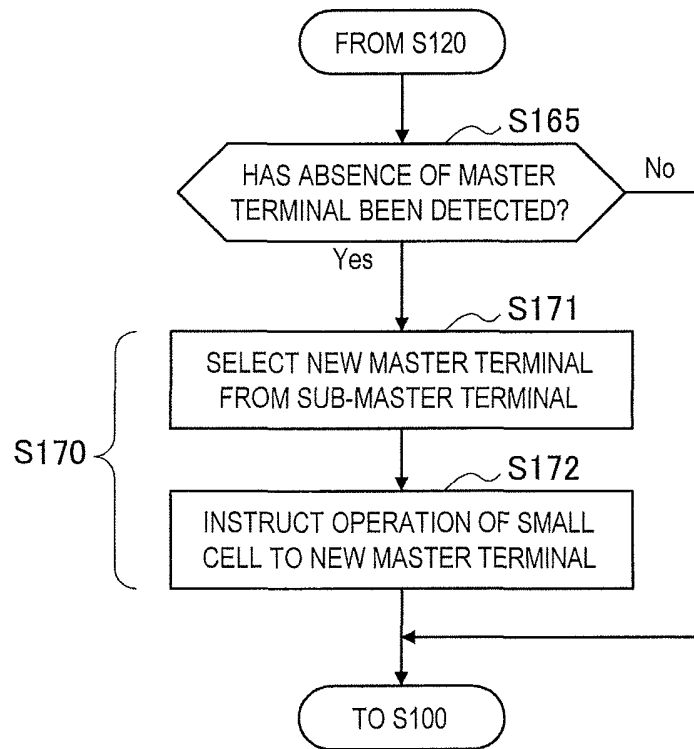 FROM S120
S165
HAS ABSENCE OF MASTER
TERMINAL BEEN DETECTED?
No
Yes
S171
SELECT NEW MASTER TERMINAL
FROM SUB-MASTER TERMINAL
S170
S172
INSTRUCT OPERATION OF SMALL
CELL TO NEW MASTER TERMINAL
TO S100